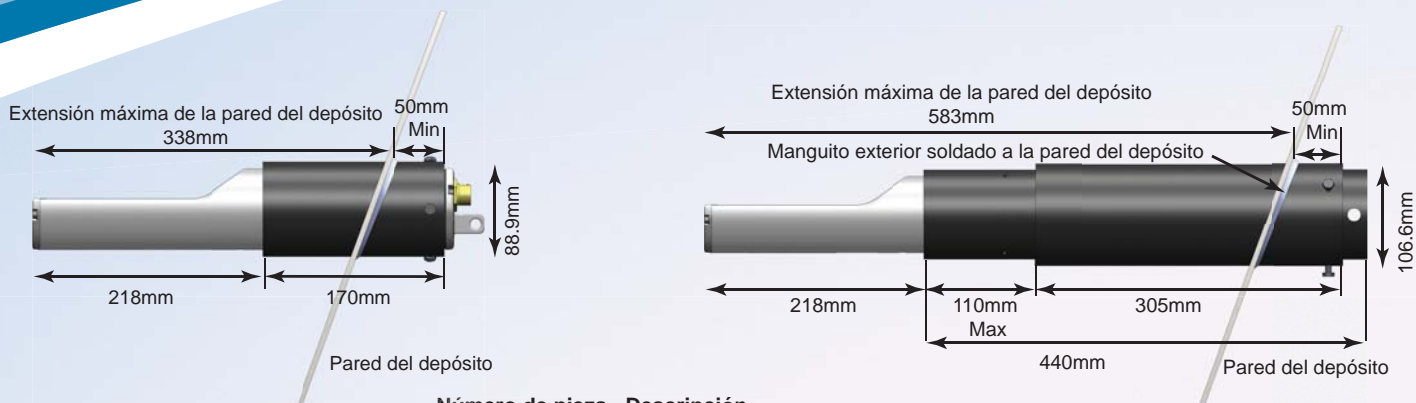 Extensión máxima de la pared del depósito
338mm
50mm
Min
88.9mm
218mm
170mm
Pared del depósito
Extensión máxima de la pared del depósito
583mm
50mm
Min
Manguito exterior soldado a la pared del depósito
106.6mm
218mm
110mm
Max
305mm
440mm
Pared del depósito
Número de pieza - Descripción